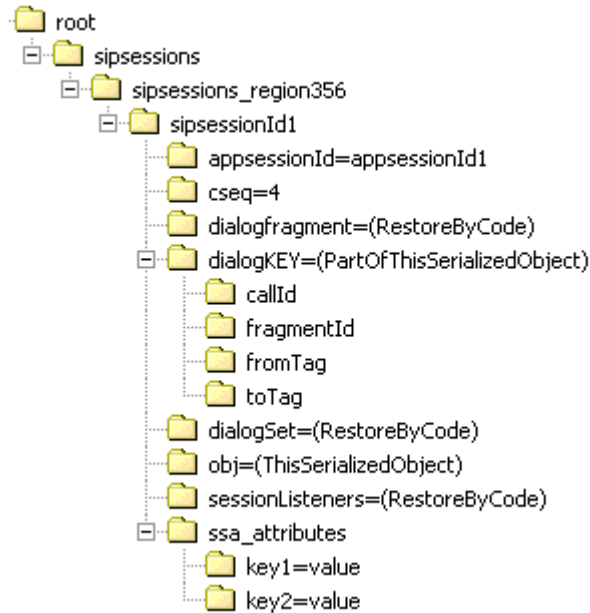 root
sipsessions
sipsessions_region356
sipsessionId1
appsessionId=appsessionId1
cseq=4
dialogfragment=(RestoreByCode)
dialogKEY=(PartOfThisSerializedObject)
callId
fragmentId
fromTag
toTag
dialogSet=(RestoreByCode)
obj=(ThisSerializedObject)
sessionListeners=(RestoreByCode)
ssa_attributes
key1=value
key2=value